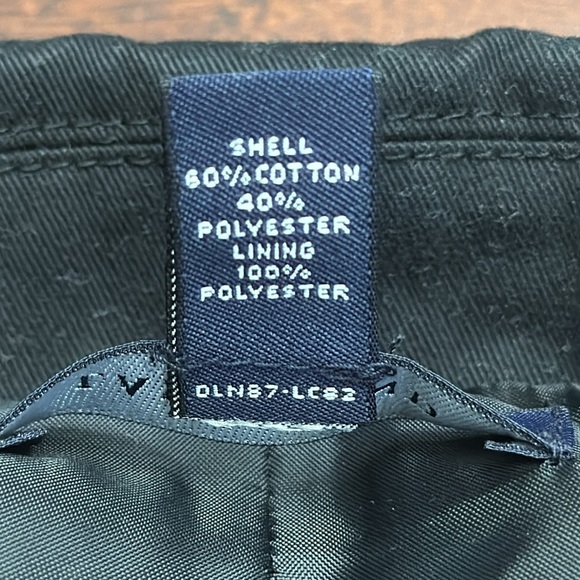 SHELL
60% COTTON
40%
POLYESTER
LINING
100%
POLYESTER
DLN87-LC82